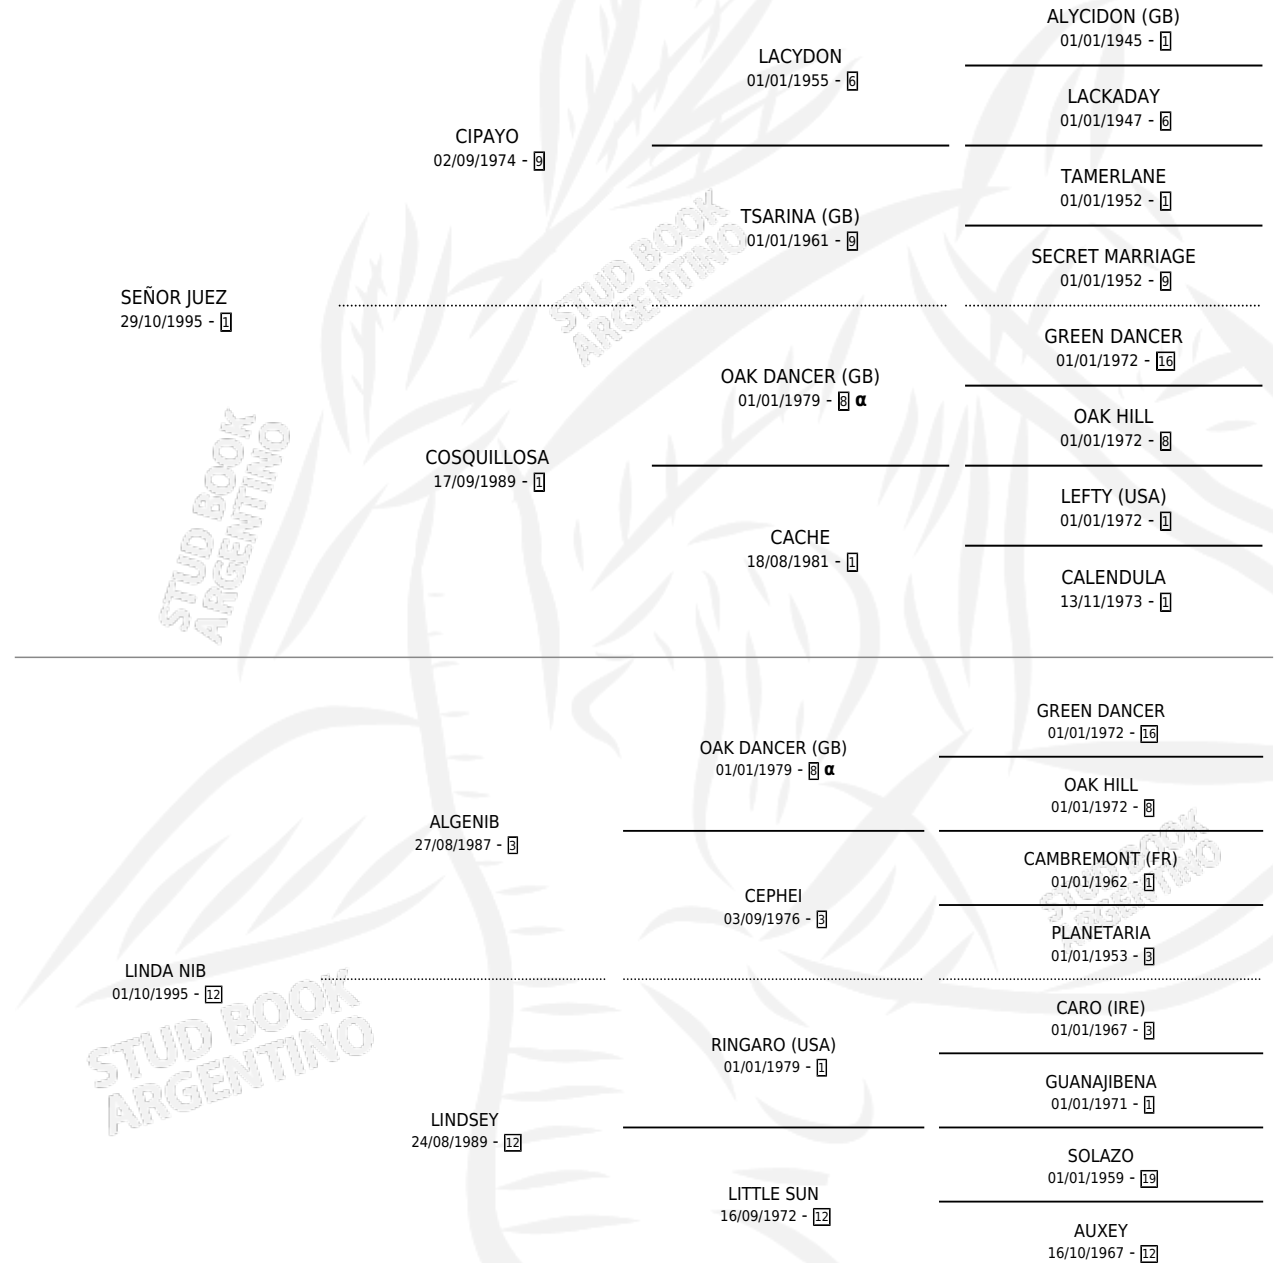 ALYCIDON (GB)
01/01/1945 - 1
LACYDON
01/01/1955 - 6
LACKADAY
01/01/1947 - 6
CIPAYO
02/09/1974 - 9
TAMERLANE
01/01/1952 - 1
TSARINA (GB)
01/01/1961 - 9
SECRET MARRIAGE
01/01/1952 - 9
SEÑOR JUEZ
29/10/1995 - 1
GREEN DANCER
01/01/1972 - 16
OAK DANCER (GB)
01/01/1979 - 8 α
OAK HILL
01/01/1972 - 8
COSQUILLOSA
17/09/1989 - 1
LEFTY (USA)
01/01/1972 - 1
CACHE
18/08/1981 - 1
CALENDULA
13/11/1973 - 1
STUD BOOK
ARGENTINO
STUD BOOK
ARGENTINO
GREEN DANCER
01/01/1972 - 16
OAK DANCER (GB)
01/01/1979 - 8 α
OAK HILL
01/01/1972 - 8
ALGENIB
27/08/1987 - 3
CAMBREMONT (FR)
01/01/1962 - 1
CEPHEI
03/09/1976 - 3
PLANETARIA
01/01/1953 - 3
LINDA NIB
01/10/1995 - 12
CARO (IRE)
01/01/1967 - 3
RINGARO (USA)
01/01/1979 - 1
GUANAJIBENA
01/01/1971 - 1
LINDSEY
24/08/1989 - 12
SOLAZO
01/01/1959 - 19
LITTLE SUN
16/09/1972 - 12
AUXEY
16/10/1967 - 12
STUD BOOK
ARGENTINO
STUD BOOK
ARGENTINO